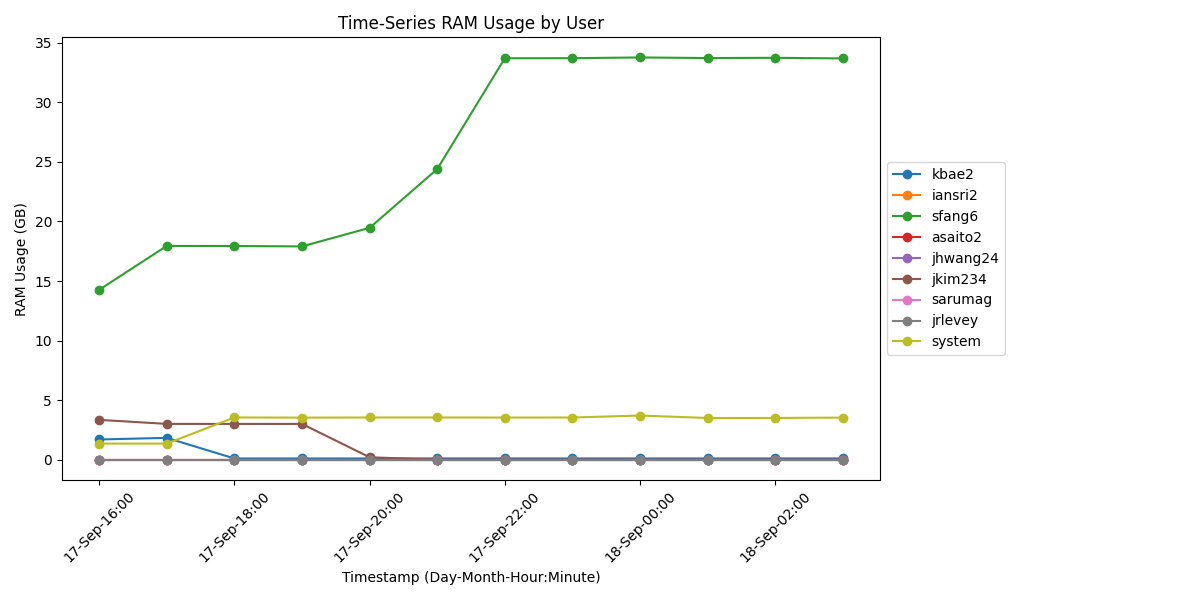 Time-Series RAM Usage by User
RAM Usage (GB)
35
30
25
20
15
10
5
0
17-Sep-16:00
17-Sep-18:00
17-Sep-20:00
17-Sep-22:00
18-Sep-00:00
18-Sep-02:00
Timestamp (Day-Month-Hour:Minute)
kbae2
iansri2
sfang6
asaito2
jhwang24
jkim234
sarumag
jrlevey
system